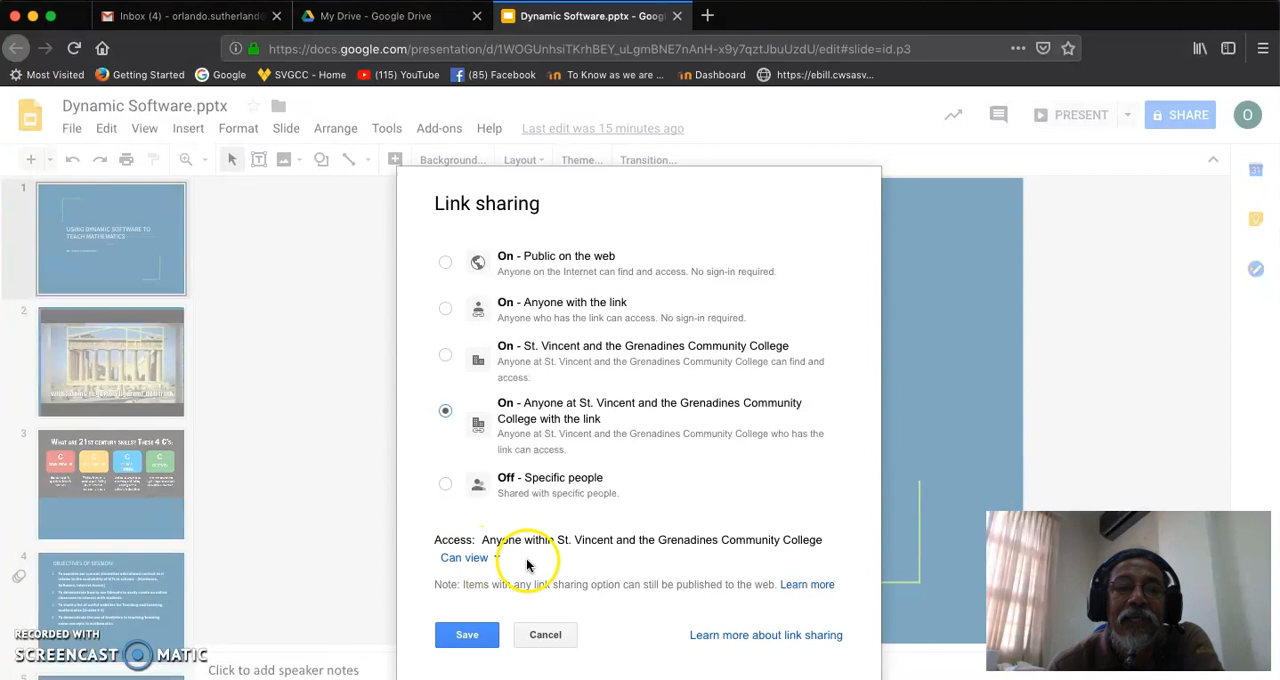 Inbox (4) - orlando.sutherland@
My Drive - Google Drive
Dynamic Software.pptx - Goog
https://docs.google.com/presentation/d/1WOGUnhsiTKrhBEY_uLgmBNE7nAnH-x9y7qztJbuUzdU/edit#slide=id.p3
Most Visited
Getting Started
Google
SVGCC - Home
(115) YouTube
(85) Facebook
To Know as we are ...
Dashboard
https://ebill.cwsasv...
Dynamic Software.pptx
File Edit View Insert Format Slide Arrange Tools Add-ons Help Last edit was 15 minutes ago
PRESENT
SHARE
O
Background... Layout Theme... Transition...
31
1
USING DYNAMIC SOFTWARE TO
TEACH MATHEMATICS
2
3
WHAT ARE 21ST CENTURY SKILLS? THESE 4 C'S:
C C C C
4
OBJECTIVES OF SESSION
5
Link sharing
On - Public on the web
Anyone on the Internet can find and access. No sign-in required.
On - Anyone with the link
Anyone who has the link can access. No sign-in required.
On - St. Vincent and the Grenadines Community College
Anyone at St. Vincent and the Grenadines Community College can find and
access.
On - Anyone at St. Vincent and the Grenadines Community
College with the link
Anyone at St. Vincent and the Grenadines Community College who has the
link can access.
Off - Specific people
Shared with specific people.
Access: Anyone within St. Vincent and the Grenadines Community College
Can view
Note: Items with any link sharing option can still be published to the web. Learn more
Save
Cancel
Learn more about link sharing
RECORDED WITH
SCREENCAST MATIC
Click to add speaker notes